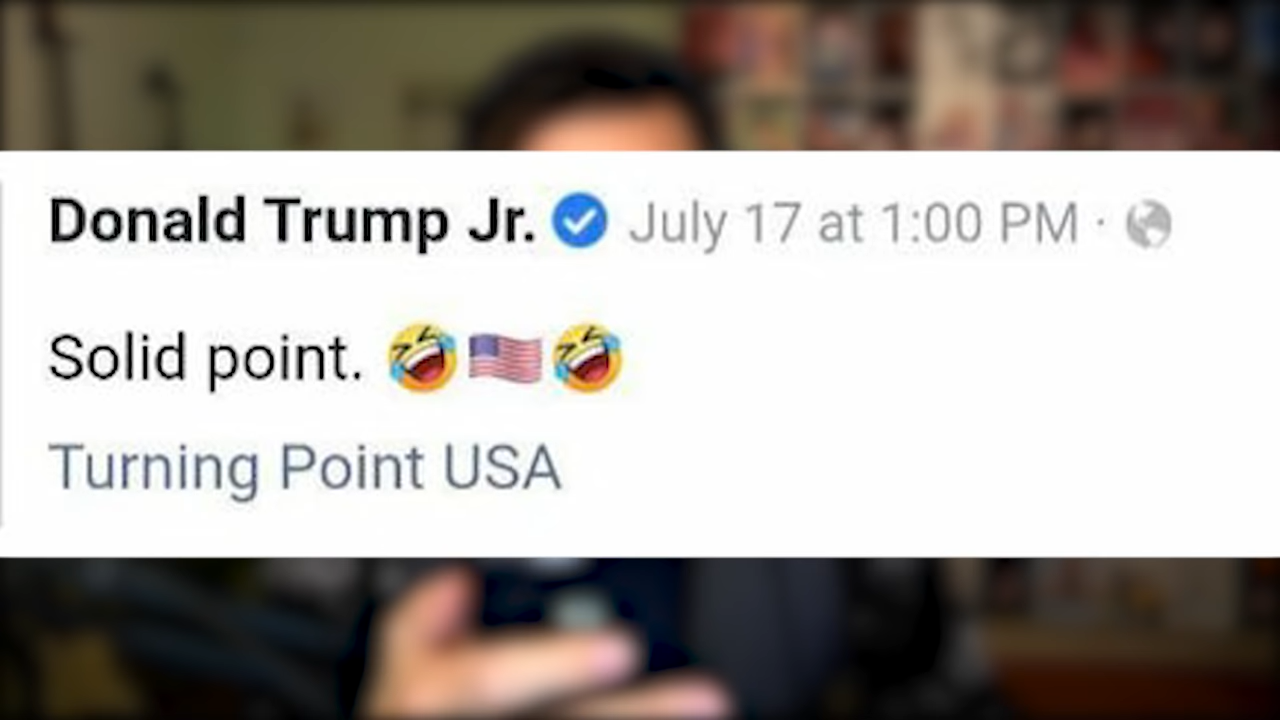 Donald Trump Jr. July 17 at 1:00 PM ·
Solid point. 🤣🇺🇸🤣
Turning Point USA